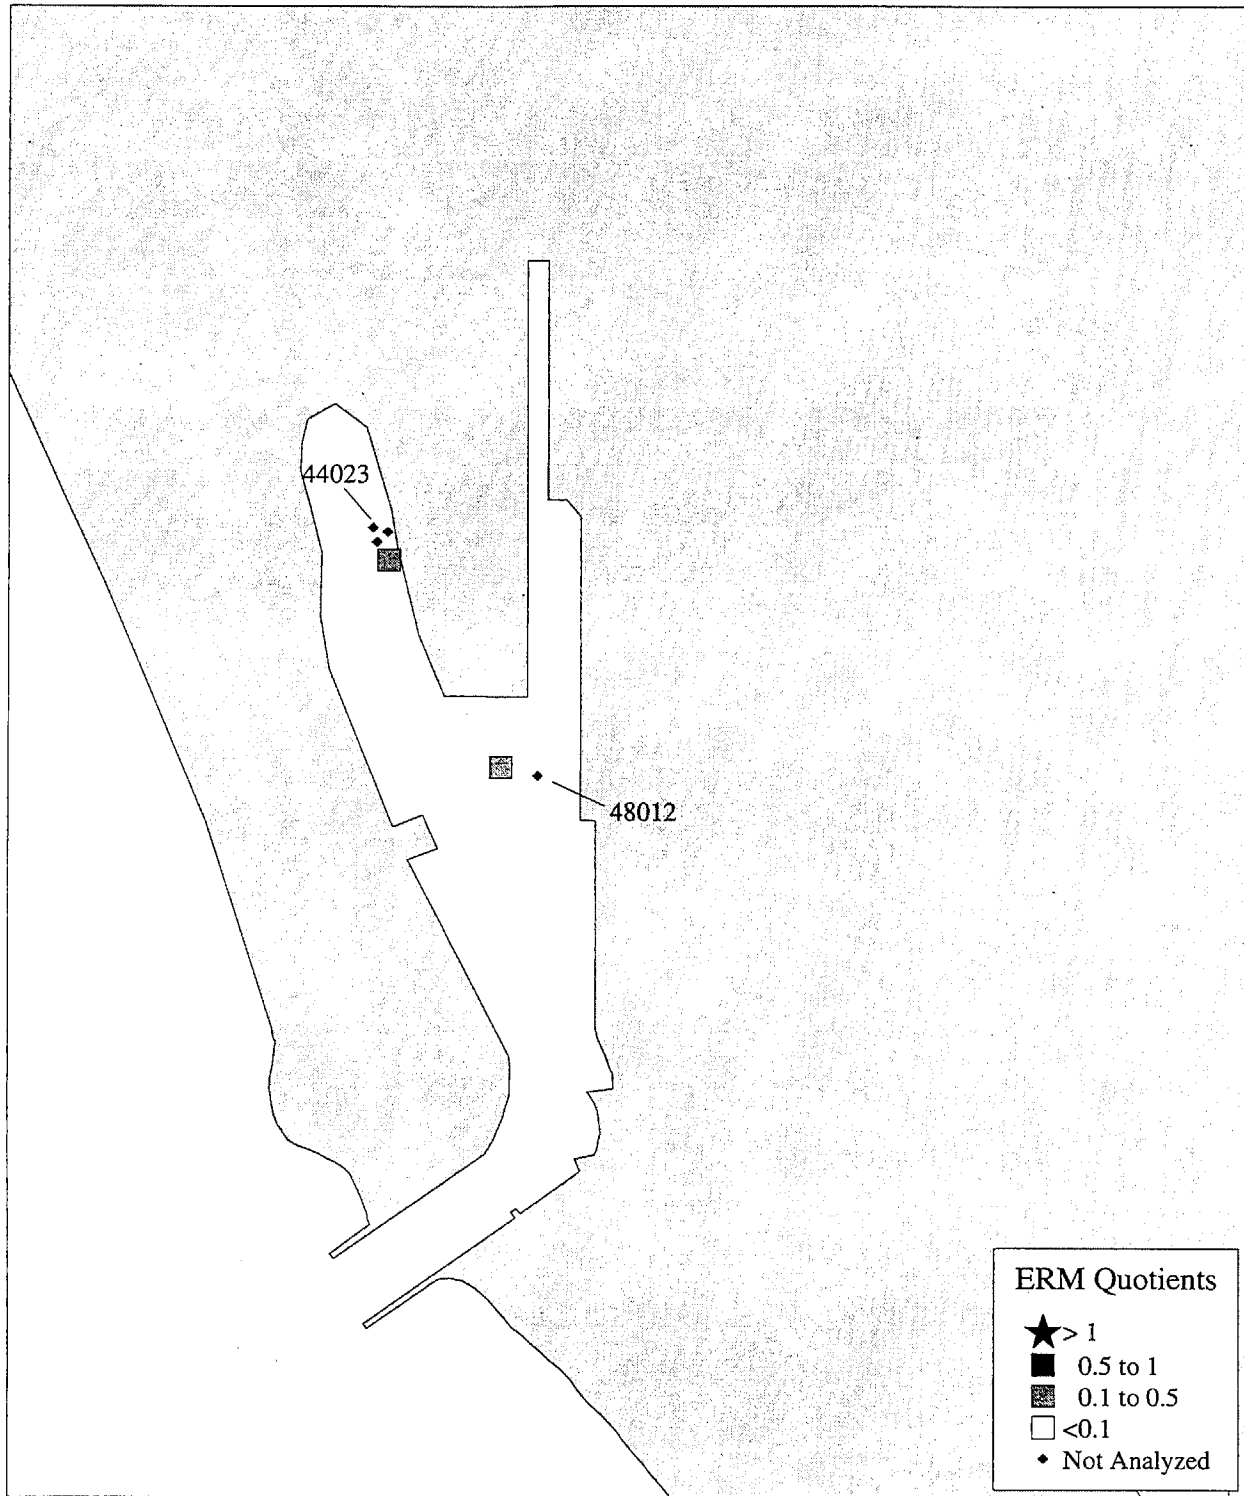 44023
48012
ERM Quotients
> 1
0.5 to 1
0.1 to 0.5
<0.1
Not Analyzed